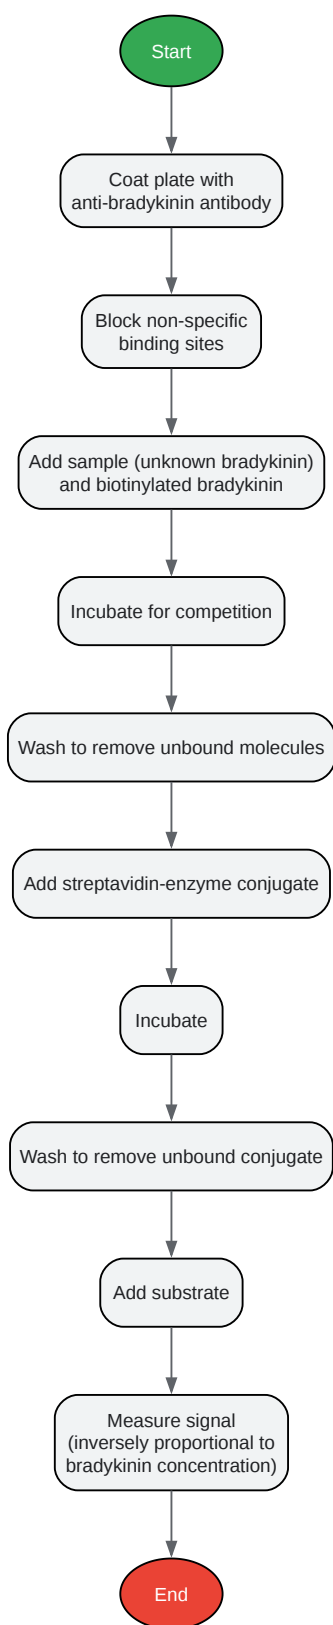 Start
Coat plate with
anti-bradykinin antibody
Block non-specific
binding sites
Add sample (unknown bradykinin)
and biotinylated bradykinin
Incubate for competition
Wash to remove unbound molecules
Add streptavidin-enzyme conjugate
Incubate
Wash to remove unbound conjugate
Add substrate
Measure signal
(inversely proportional to
bradykinin concentration)
End